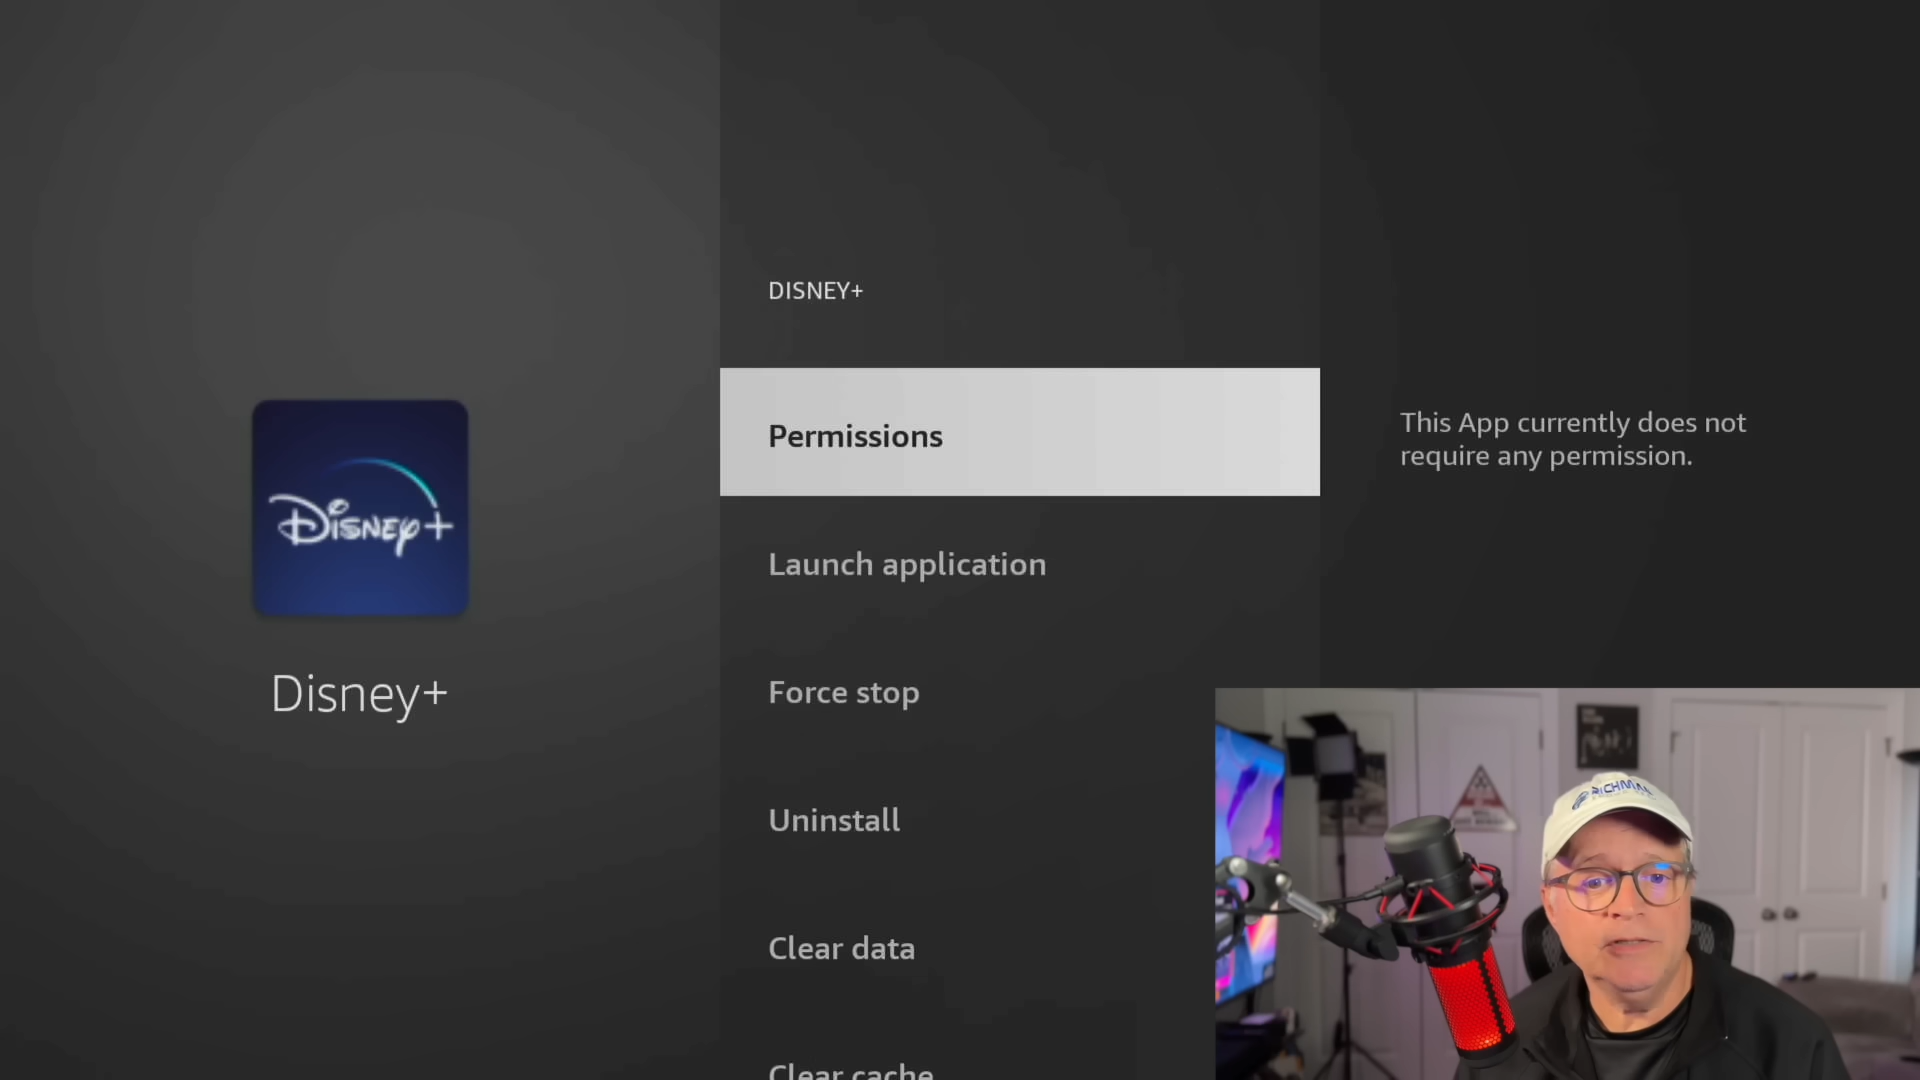 DISNEY+
Permissions
This App currently does not
require any permission.
Disney+
Launch application
Disney+
Force stop
Uninstall
Clear data
Clear cache